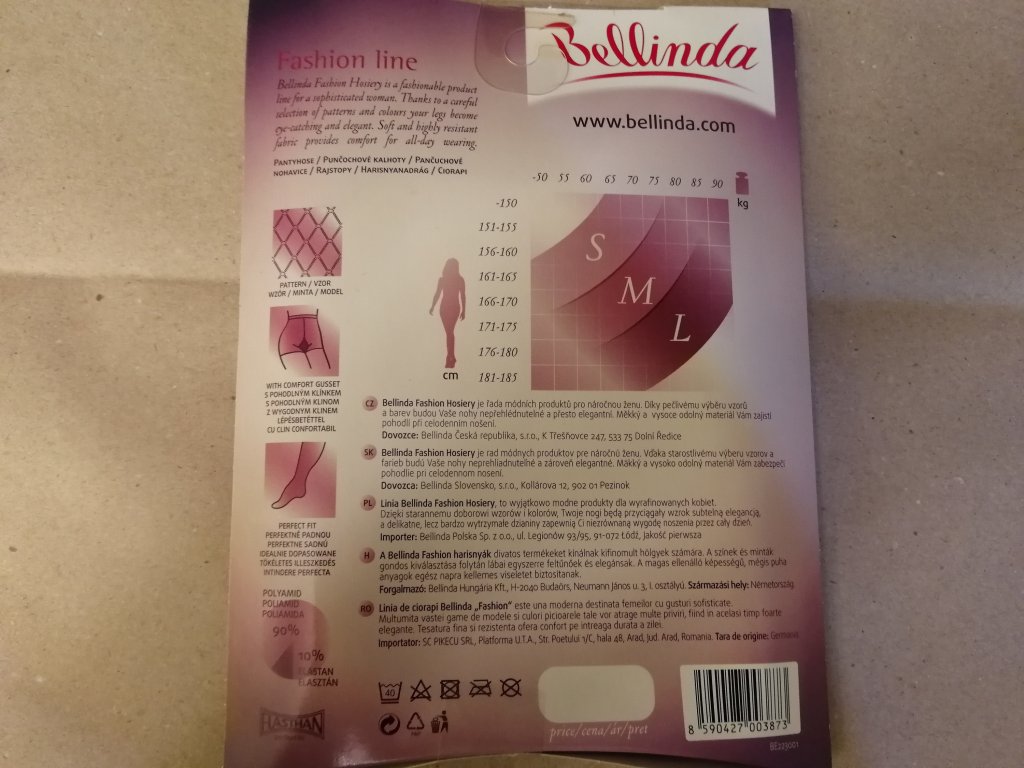 Fashion line
Bellinda Fashion Hosiery is a fashionable product
line for a sophisticated woman. Thanks to a careful
selection of patterns and colours your legs become
eye-catching and elegant. Soft and highly resistant
fabric provides comfort for all-day wearing.
PANTYHOSE / PUNČOCHOVÉ KALHOTY / PANČUCHOVÉ
NOHAVICE / RAJSTOPY / HARISNYANADRÁG / CIORAPI
Bellinda
www.bellinda.com
-50 55 60 65 70 75 80 85 90
kg
-150
151-155
156-160
161-165
166-170
171-175
176-180
181-185
cm
S
M
L
PATTERN / VZOR
WZÓR / MINTA / MODEL
WITH COMFORT GUSSET
S POHODLNÝM KLÍNKEM
S POHODLNÝM KLINOM
Z WYGODNYM KLINEM
LÉPÉSBETÉTTEL
CU CLIN CONFORTABIL
PERFECT FIT
PERFEKTNĚ PADNOU
PERFEKTNE SADNÚ
IDEALNIE DOPASOWANE
TÖKÉLETES ILLESZKEDÉS
INTINDERE PERFECTA
POLYAMID
POLIAMID
POLIAMIDA
90%
10%
ELASTAN
ELASZTÁN
ELASTHAN
CZ Bellinda Fashion Hosiery je řada módních produktů pro náročnou ženu. Díky pečlivému výběru vzorů
a barev budou Vaše nohy nepřehlédnutelné a přesto elegantní. Měkký a vysoce odolný materiál Vám zajistí
pohodlí při celodenním nošení.
Dovozce: Bellinda Česká republika, s.r.o., K Třešňovce 247, 533 75 Dolní Ředice
SK Bellinda Fashion Hosiery je rad módnych produktov pre náročnú ženu. Vďaka starostlivému výberu vzorov a
farieb budú Vaše nohy neprehliadnuteľné a zároveň elegantné. Mäkký a vysoko odolný materiál Vám zabezpečí
pohodlie pri celodennom nosení.
Dovozca: Bellinda Slovensko, s.r.o., Kollárova 12, 902 01 Pezinok
PL Linia Bellinda Fashion Hosiery, to wyjątkowo modne produkty dla wyrafinowanych kobiet.
Dzięki starannemu doborowi wzorów i kolorów, Twoje nogi będą przyciągały wzrok subtelną elegancją,
a delikatne, lecz bardzo wytrzymałe dzianiny zapewnią Ci niezrównaną wygodę noszenia przez cały dzień.
Importer: Bellinda Polska Sp. z o.o., ul. Legionów 93/95, 91-072 Łódź, Jakość pierwsza
H A Bellinda Fashion harisnyák divatos termékeket kínálnak kifinomult hölgyek számára. A színek és minták
gondos kiválasztása folytán lábai egyszerre feltűnőek és elegánsak. A magas ellenálló képességű, mégis puha
anyagok egész napra kellemes viseletet biztosítanak.
Forgalmazó: Bellinda Hungária Kft., H-2040 Budaörs, Neumann János u. 3, I. osztályú. Származási hely: Németország
RO Linia de ciorapi Bellinda „Fashion" este una moderna destinata femeilor cu gusturi sofisticate.
Multumita vastei game de modele si culori picioarele tale vor atrage multe priviri, fiind in acelasi timp foarte
elegante. Tesatura fina si rezistenta ofera confort pe intreaga durata a zilei.
Importator: SC PIKECU SRL, Platforma U.T.A., Str. Poetului 1/C, hala 48, Arad, Jud. Arad, Romania. Tara de origine: Germania
40
price/cena/ár/pret
8 590427 003873
BE223001